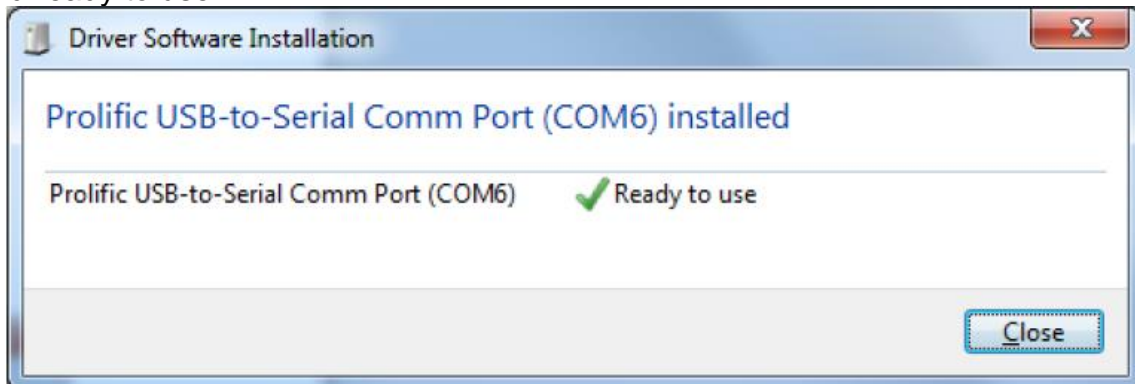 Driver Software Installation
Prolific USB-to-Serial Comm Port (COM6) installed
Prolific USB-to-Serial Comm Port (COM6) Ready to use
Close